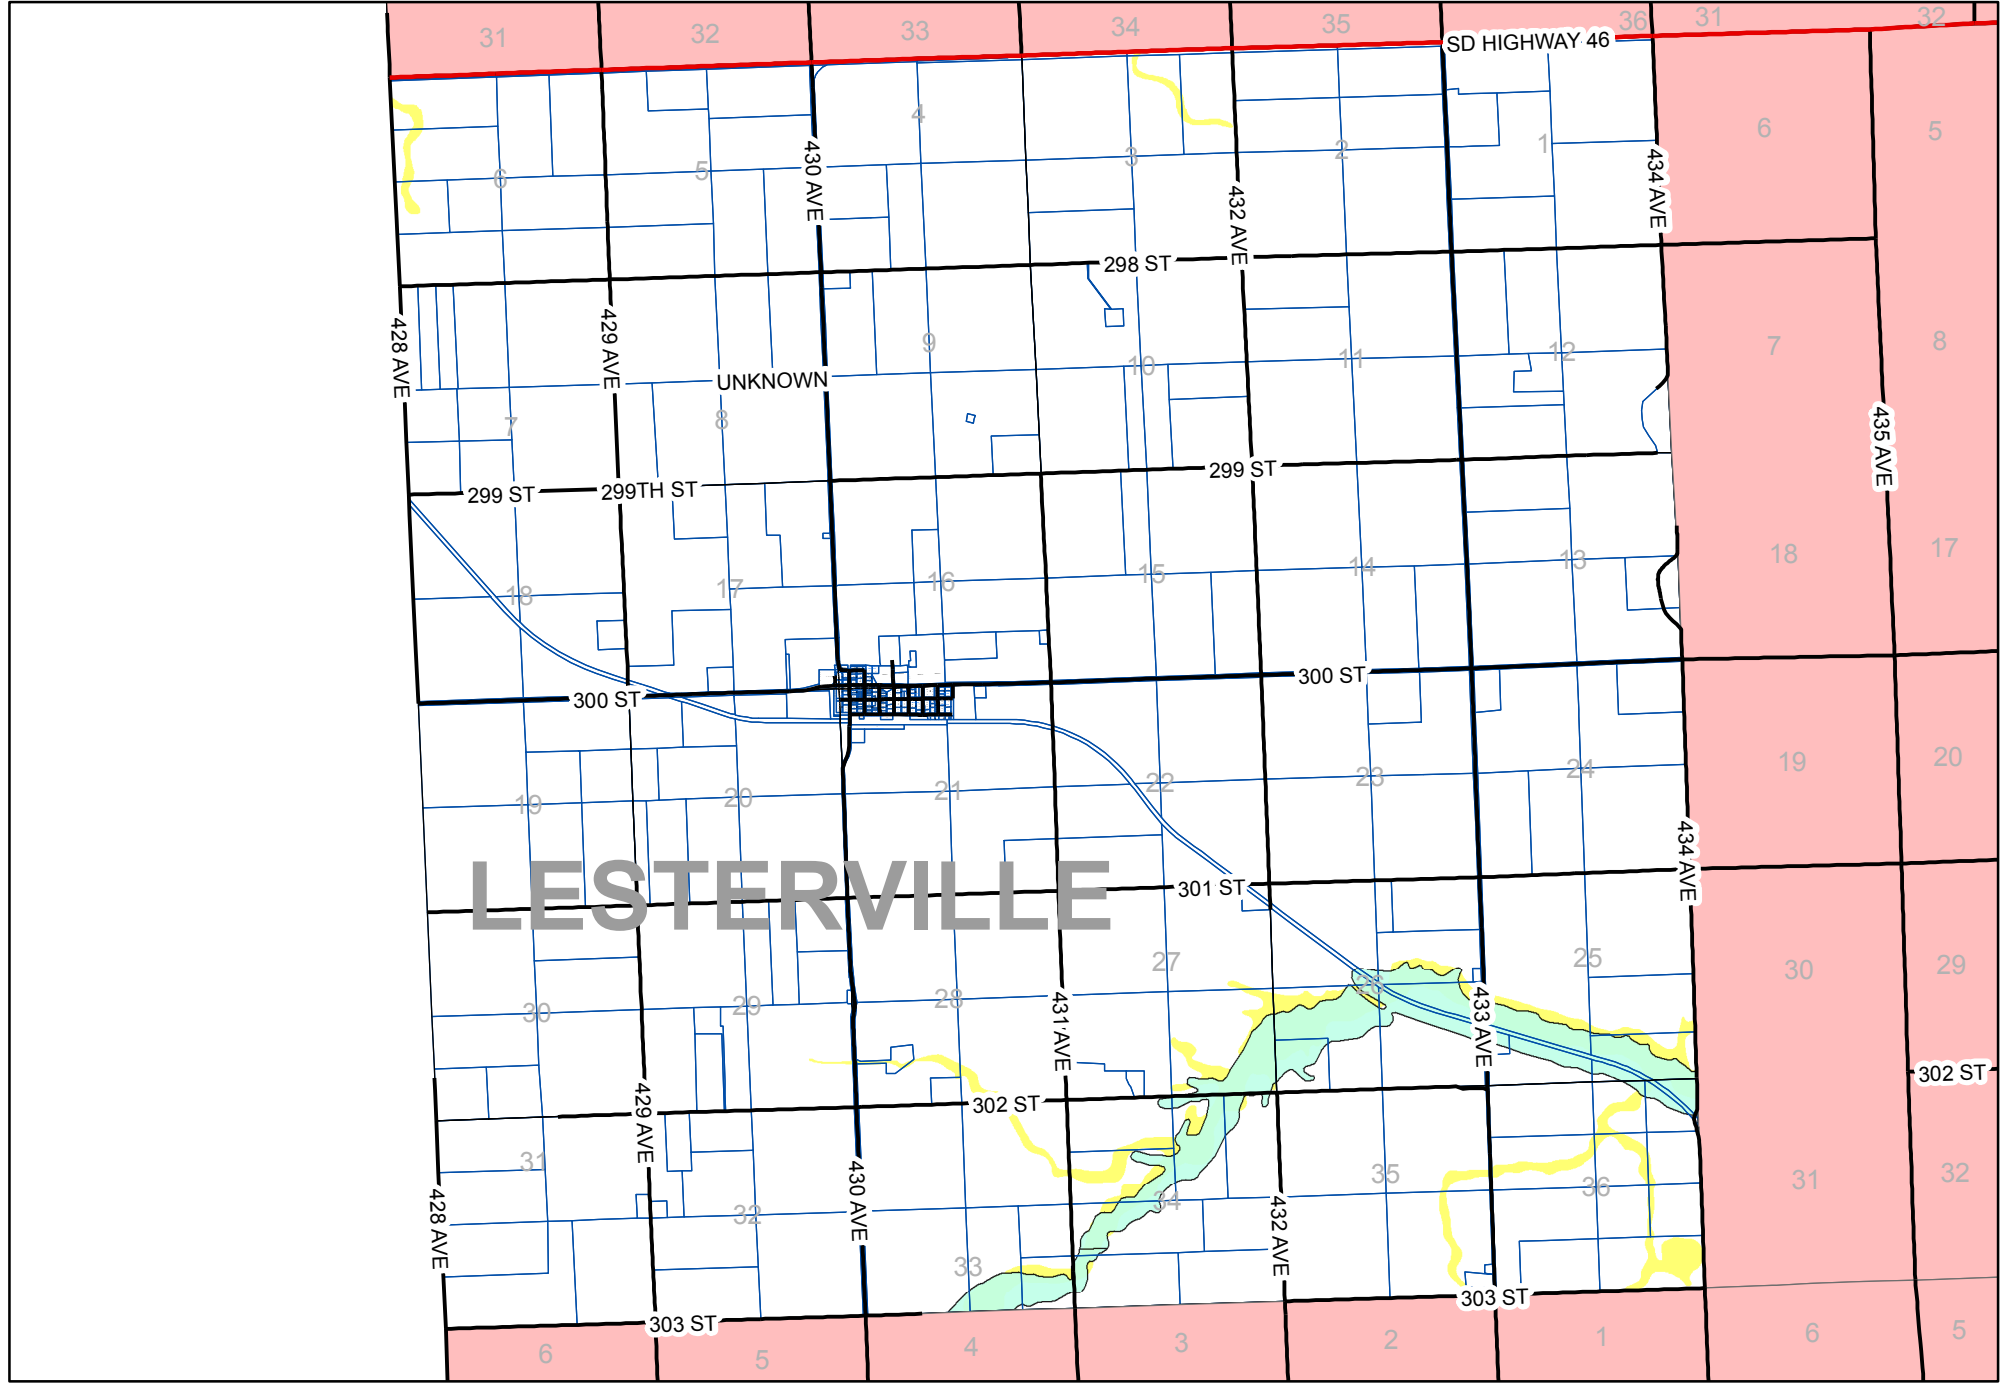 31 32 33 34 35 36 31 32
SD HIGHWAY 46
6 5 4 3 2 1 6 5
430 AVE
432 AVE
434 AVE
298 ST
428 AVE
429 AVE
UNKNOWN
7 8 9 10 11 12 7 8
435 AVE
299 ST
299TH ST
299 ST
18 17 16 15 14 13 18 17
300 ST
300 ST
19 20 21 22 23 24 19 20
434 AVE
LESTERVILLE
301 ST
30 29 28 27 26 25 30 29
431 AVE
433 AVE
302 ST
302 ST
429 AVE
428 AVE
430 AVE
432 AVE
31 32 33 34 35 36 31 32
303 ST
303 ST
6 5 4 3 2 1 6 5